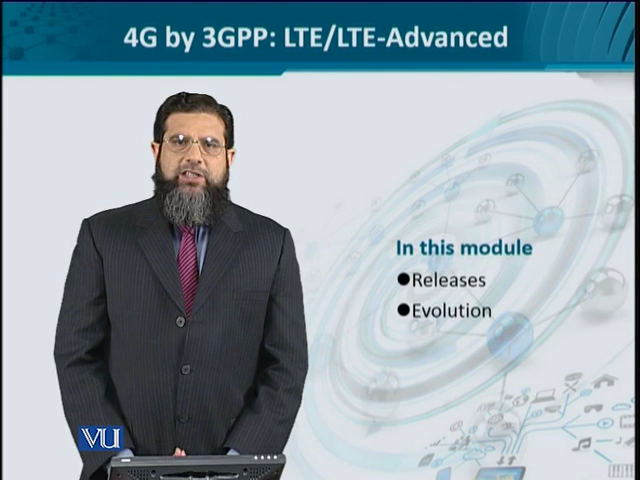 4G by 3GPP: LTE/LTE-Advanced
In this module
●Releases
●Evolution
VU